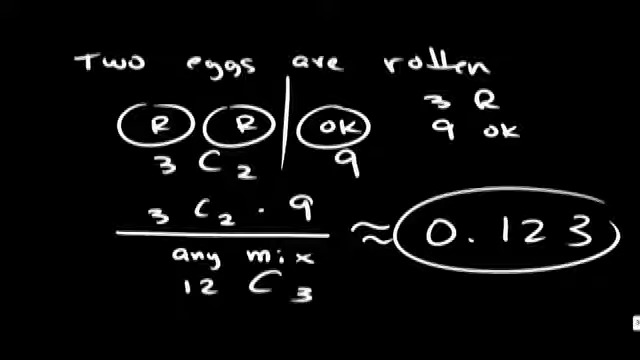 Two eggs are rotten
3 R
9 OK
R R OK
3 C 2 9
3 C 2 · 9
≈ 0.123
any mix
12 C 3